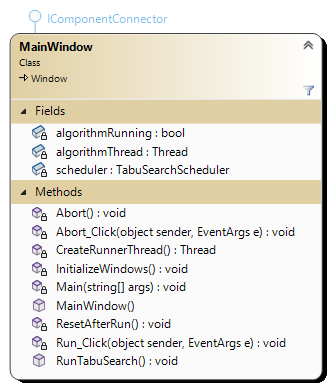 IComponentConnector
MainWindow
Class
Window
Fields
algorithmRunning : bool
algorithmThread : Thread
scheduler : TabuSearchScheduler
Methods
Abort() : void
Abort_Click(object sender, EventArgs e) : void
CreateRunnerThread() : Thread
InitializeWindows() : void
Main(string[] args) : void
MainWindow()
ResetAfterRun() : void
Run_Click(object sender, EventArgs e) : void
RunTabuSearch() : void